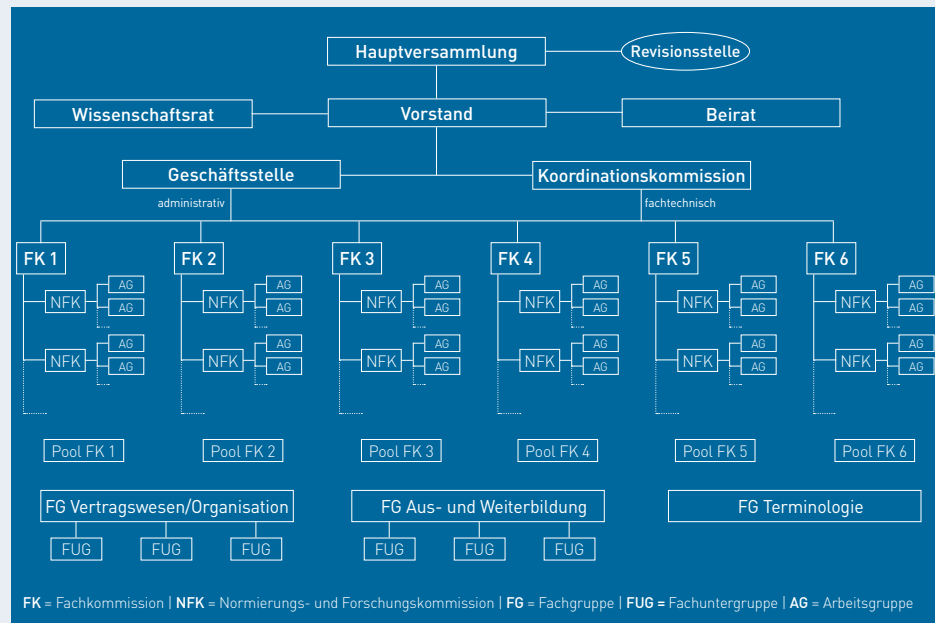 Hauptversammlung
Revisionsstelle
Wissenschaftsrat
Vorstand
Beirat
Geschäftsstelle
Koordinationskommission
administrativ
fachtechnisch
FK 1
FK 2
FK 3
FK 4
FK 5
FK 6
AG
AG
AG
AG
AG
AG
NFK
NFK
NFK
NFK
NFK
NFK
AG
AG
AG
AG
AG
AG
AG
AG
AG
AG
AG
AG
NFK
NFK
NFK
NFK
NFK
NFK
AG
AG
AG
AG
AG
AG
Pool FK 1
Pool FK 2
Pool FK 3
Pool FK 4
Pool FK 5
Pool FK 6
FG Vertragswesen/Organisation
FG Aus- und Weiterbildung
FG Terminologie
FUG
FUG
FUG
FUG
FUG
FUG
FK = Fachkommission | NFK = Normierungs- und Forschungskommission | FG = Fachgruppe | FUG = Fachuntergruppe | AG = Arbeitsgruppe